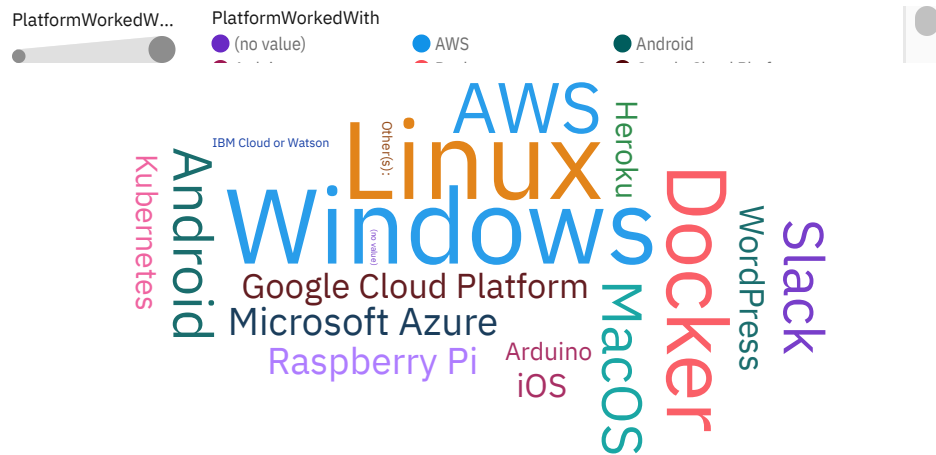 PlatformWorkedW...
PlatformWorkedWith
(no value)
AWS
Android
AWS
Heroku
Other(s):
Linux
IBM Cloud or Watson
Kubernetes
Android
Windows
(no value)
Docker
WordPress
Slack
Google Cloud Platform
Microsoft Azure
MacOS
Raspberry Pi
Arduino
iOS